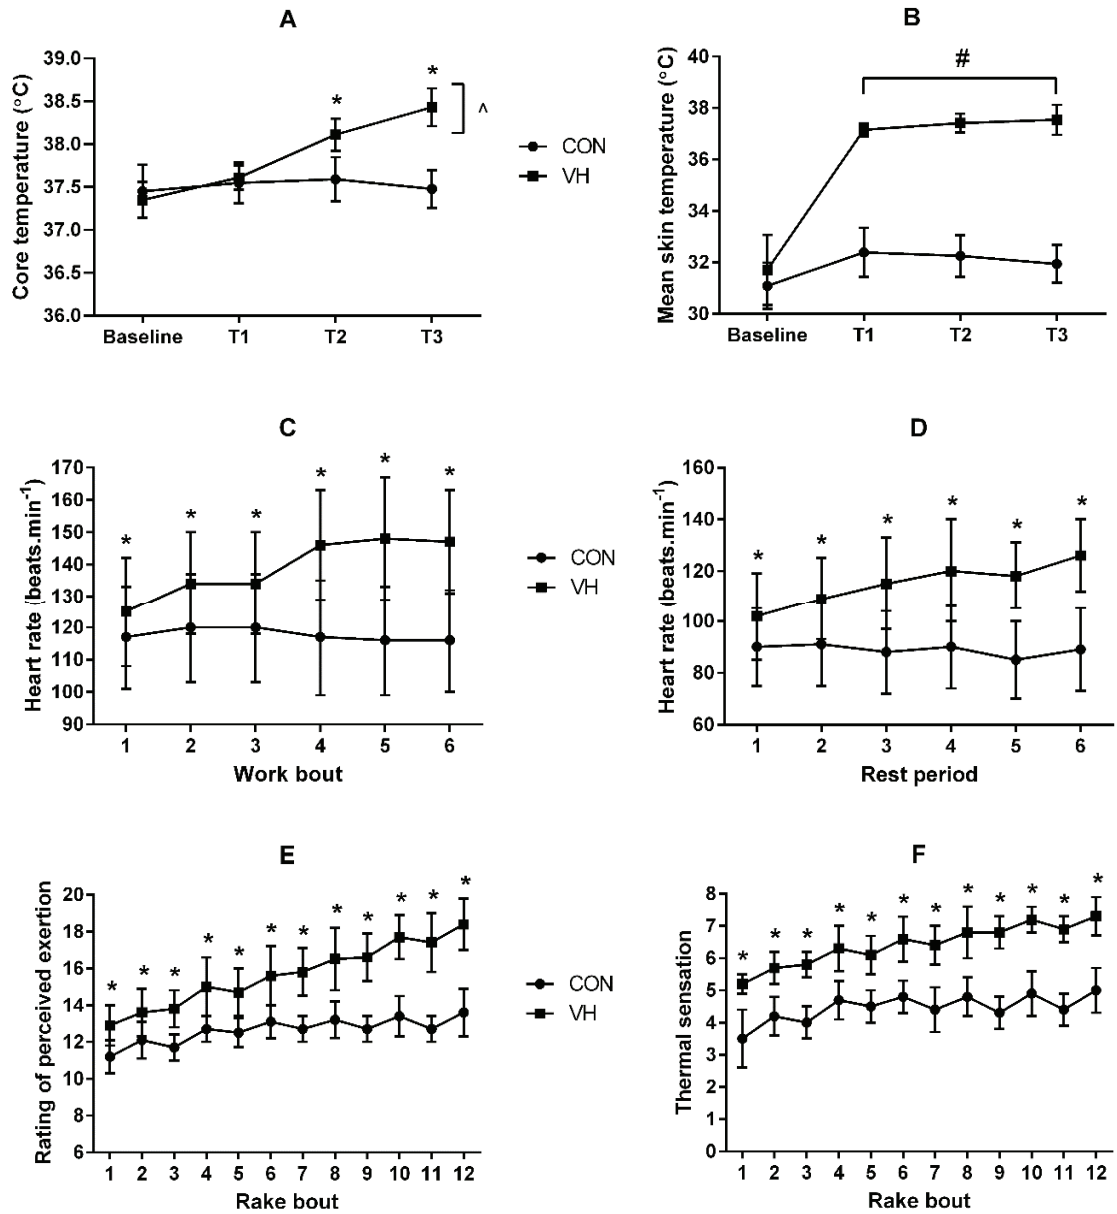 A
Core temperature (°C)
39.0
38.5
38.0
37.5
37.0
36.5
36.0
Baseline T1 T2 T3
* *
^
CON
VH
B
Mean skin temperature (°C)
40
38
36
34
32
30
Baseline T1 T2 T3
#
C
Heart rate (beats.min-1)
170
160
150
140
130
120
110
100
90
* * * * * *
1 2 3 4 5 6
Work bout
CON
VH
D
Heart rate (beats.min-1)
160
140
120
100
80
60
* * * * * *
1 2 3 4 5 6
Rest period
E
Rating of perceived exertion
20
18
16
14
12
10
8
6
* * * * * * * * * * * *
1 2 3 4 5 6 7 8 9 10 11 12
Rake bout
CON
VH
F
Thermal sensation
8
7
6
5
4
3
2
1
0
* * * * * * * * * * * *
1 2 3 4 5 6 7 8 9 10 11 12
Rake bout